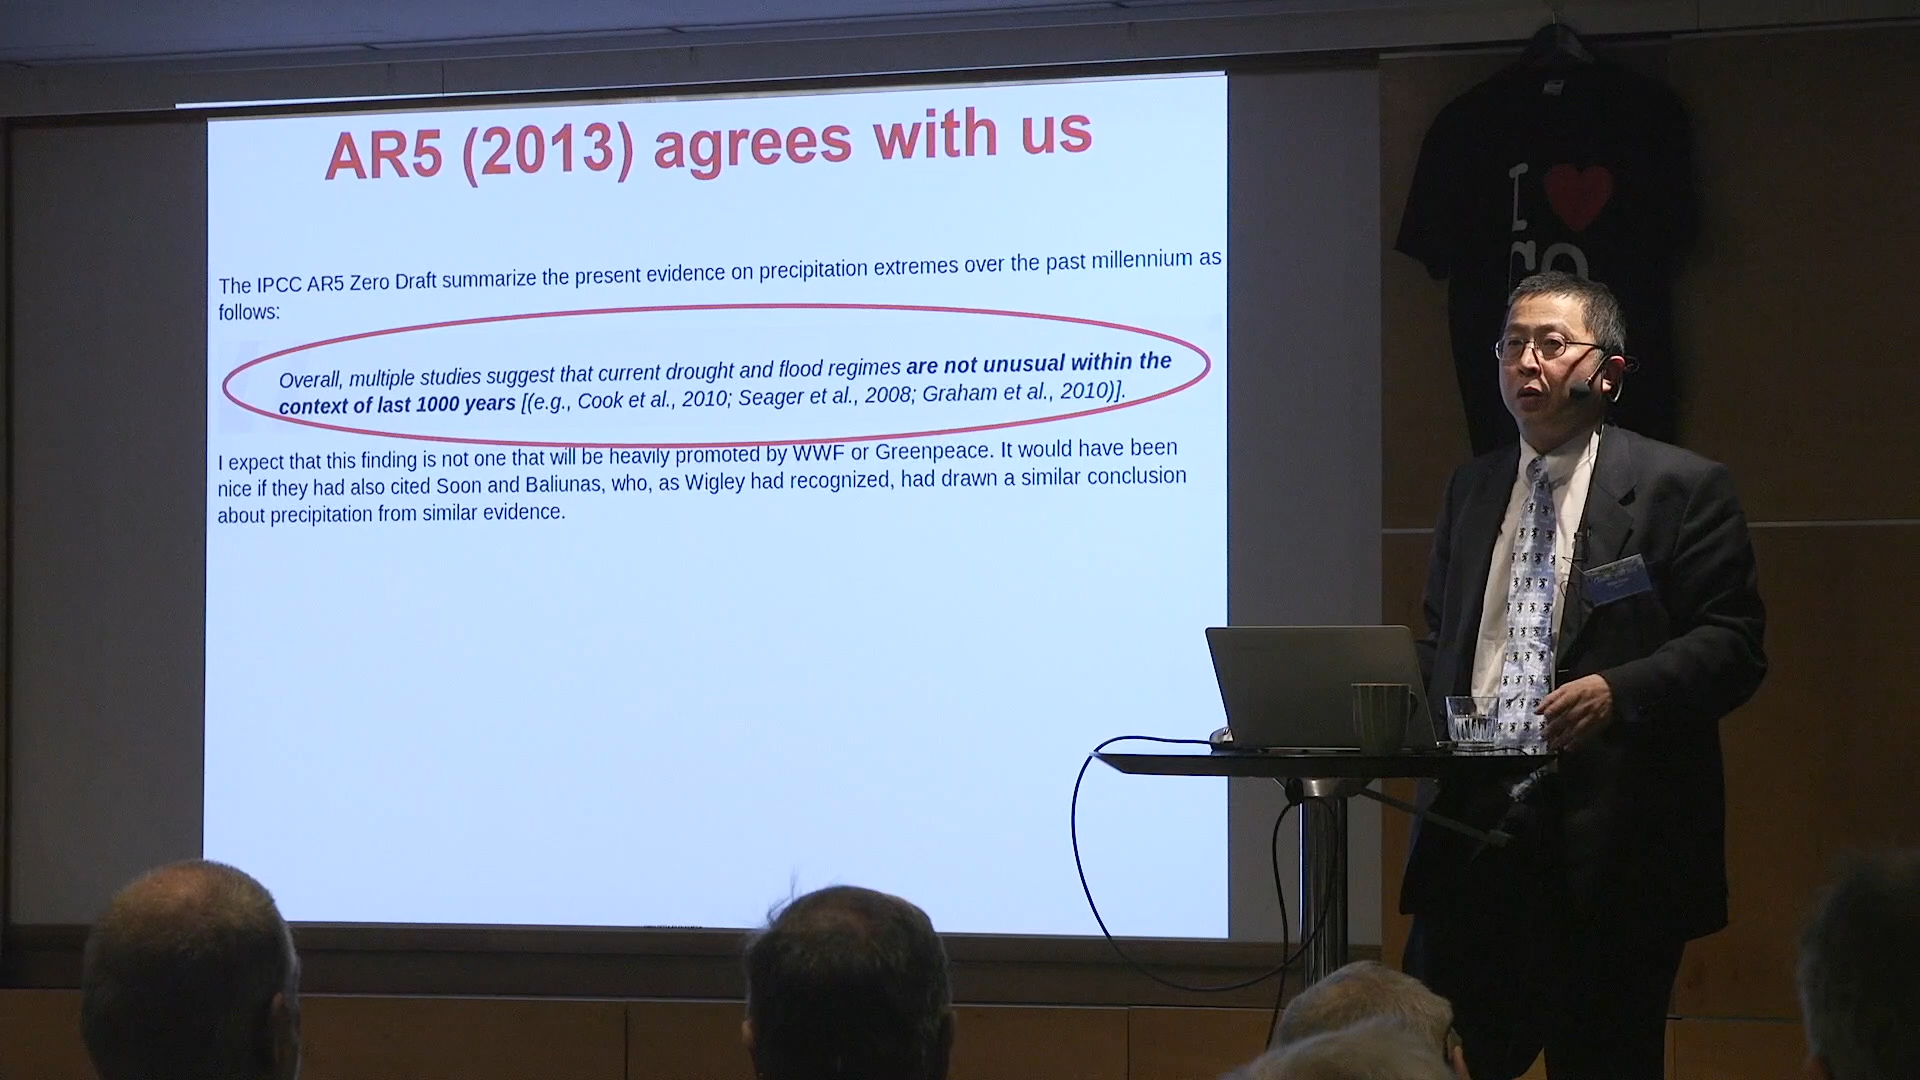 AR5 (2013) agrees with us
The IPCC AR5 Zero Draft summarize the present evidence on precipitation extremes over the past millennium as
follows:
Overall, multiple studies suggest that current drought and flood regimes are not unusual within the
context of last 1000 years [(e.g., Cook et al., 2010; Seager et al., 2008; Graham et al., 2010)].
I expect that this finding is not one that will be heavily promoted by WWF or Greenpeace. It would have been
nice if they had also cited Soon and Baliunas, who, as Wigley had recognized, had drawn a similar conclusion
about precipitation from similar evidence.
I